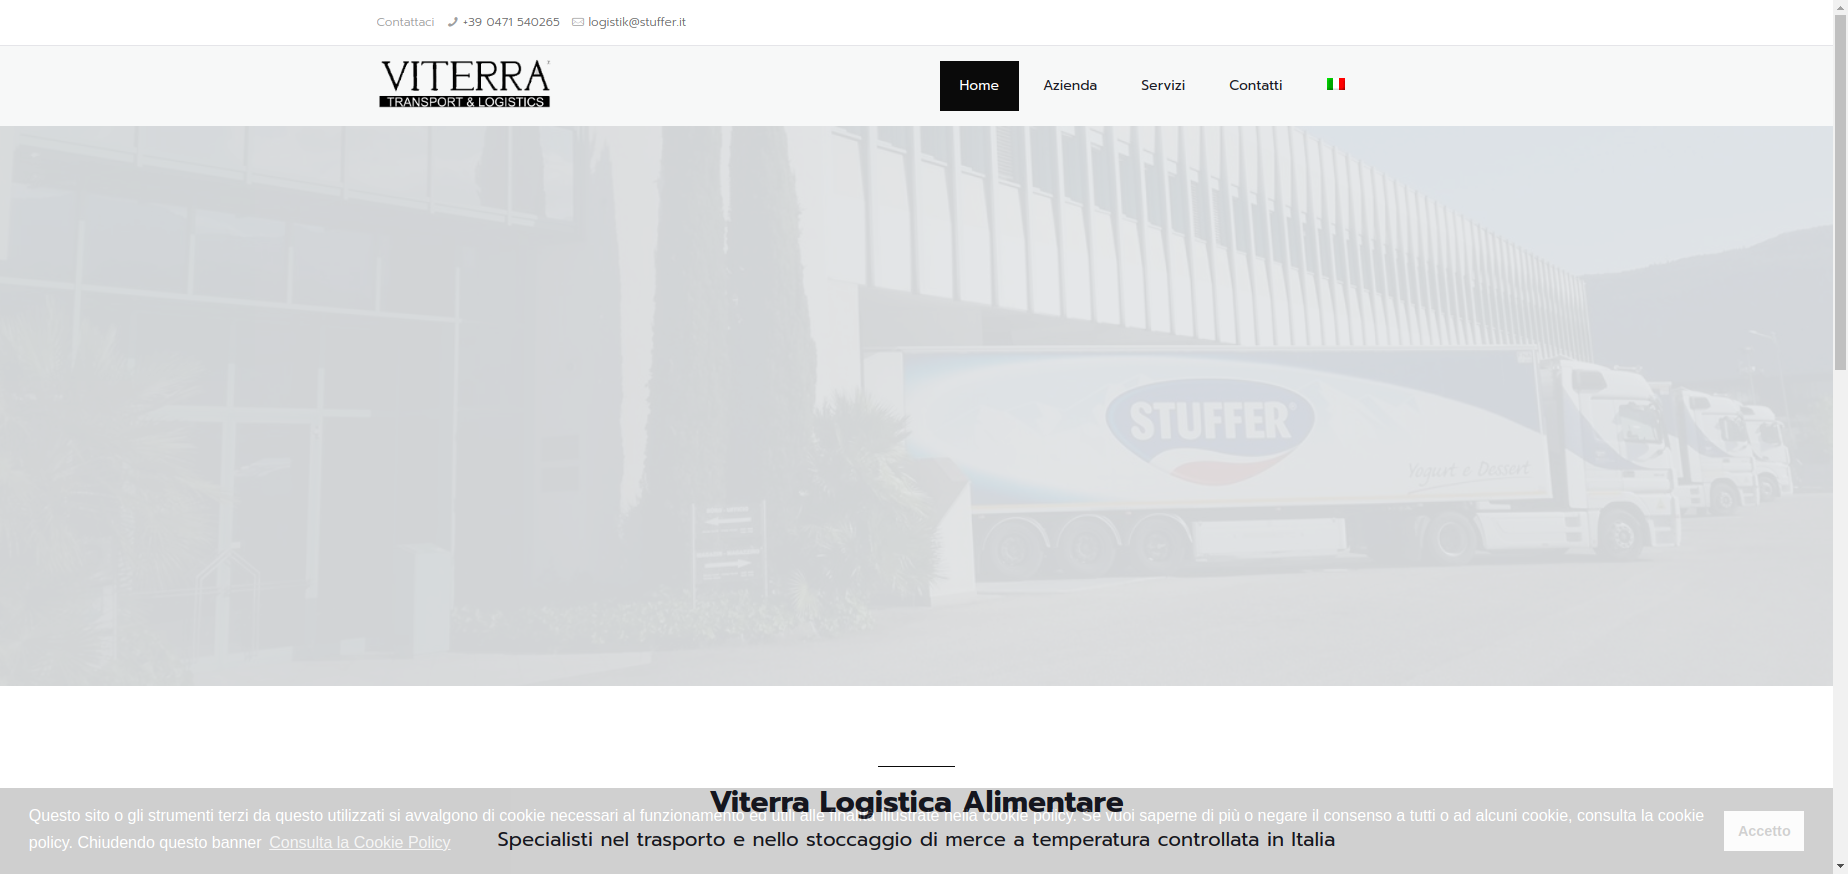 Contattaci +39 0471 540265 logistik@stuffer.it
VITERRA
TRANSPORT & LOGISTICS
Home Azienda Servizi Contatti
STUFFER
Yogurt e Dessert
Viterra Logistica Alimentare
Specialisti nel trasporto e nello stoccaggio di merce a temperatura controllata in Italia
Questo sito o gli strumenti terzi da questo utilizzati si avvalgono di cookie necessari al funzionamento ed utili alle finalità illustrate nella cookie policy. Se vuoi saperne di più o negare il consenso a tutti o ad alcuni cookie, consulta la cookie
policy. Chiudendo questo banner Consulta la Cookie Policy
Accetto